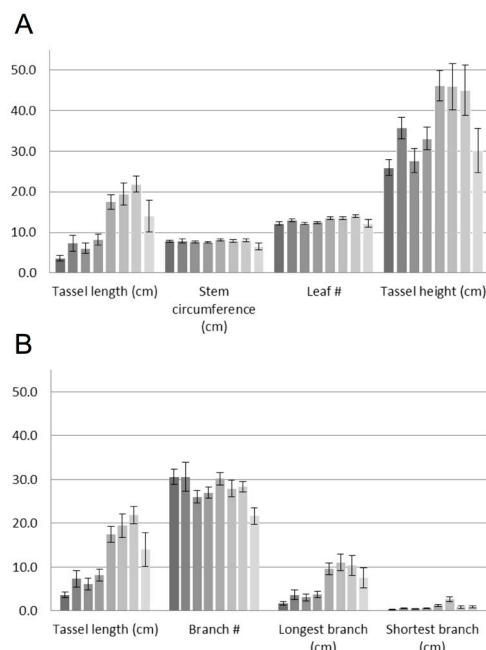 A
50.0
40.0
30.0
20.0
10.0
0.0
Tassel length (cm)
Stem
circumference
(cm)
Leaf #
Tassel height (cm)
B
50.0
40.0
30.0
20.0
10.0
0.0
Tassel length (cm)
Branch #
Longest branch
(cm)
Shortest branch
(cm)